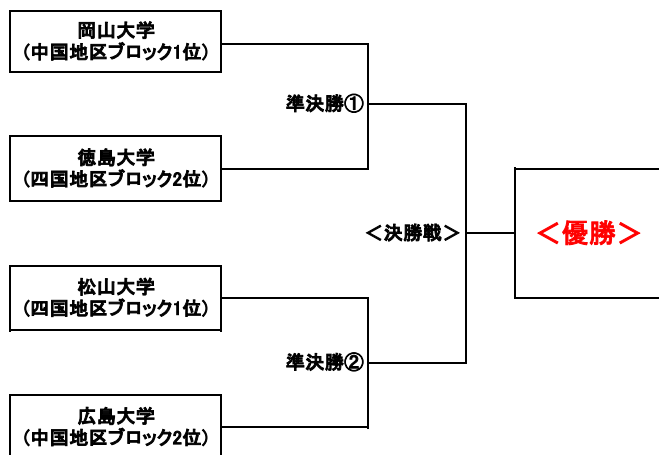 岡山大学
(中国地区ブロック1位)
準決勝①
徳島大学
(四国地区ブロック2位)
＜決勝戦＞
＜優勝＞
松山大学
(四国地区ブロック1位)
準決勝②
広島大学
(中国地区ブロック2位)